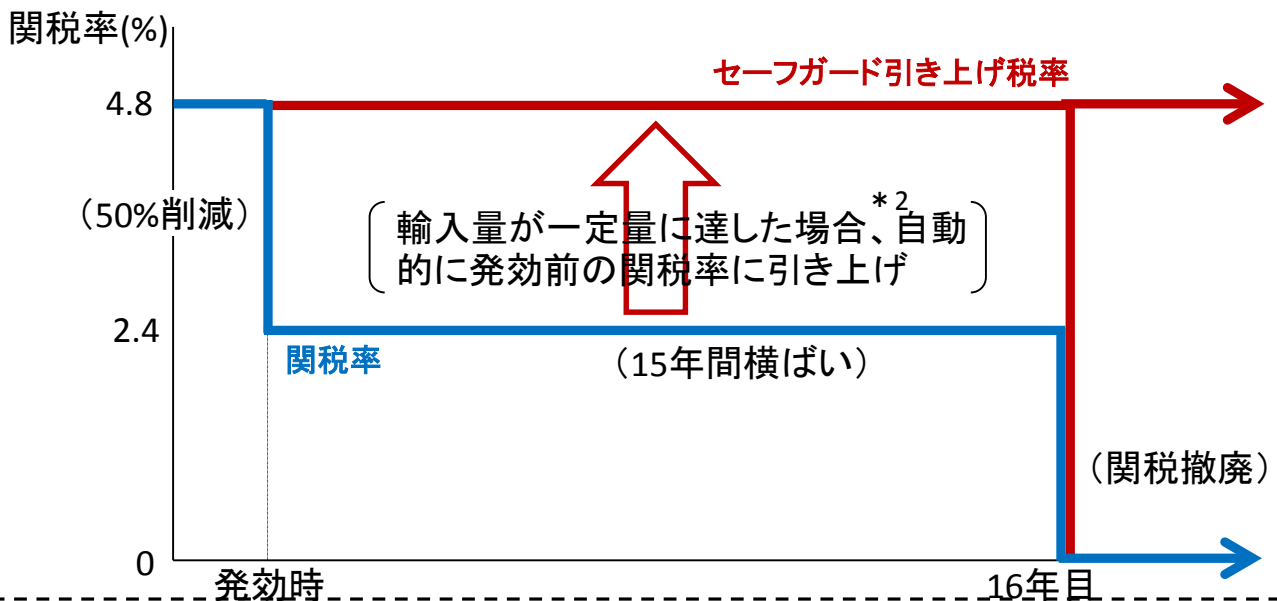 関税率(%)
セーフガード引き上げ税率
4.8
（50%削減）
輸入量が一定量に達した場合＊2、自動
的に発効前の関税率に引き上げ
2.4
関税率
（15年間横ばい）
（関税撤廃）
0
発効時
16年目